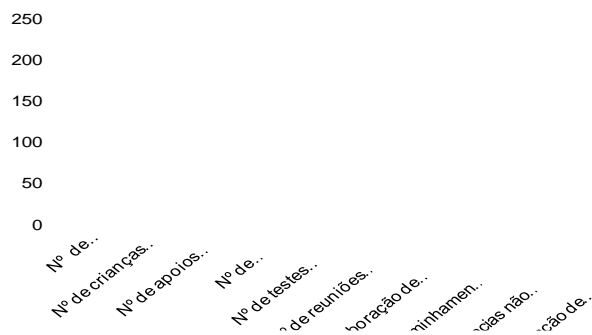 250
200
150
100
50
0
Nº de..
Nº de crianças..
Nº de apoios..
Nº de..
Nº de testes..
º de reuniões..
boração de..
minhamen..
cias não..
ção de..